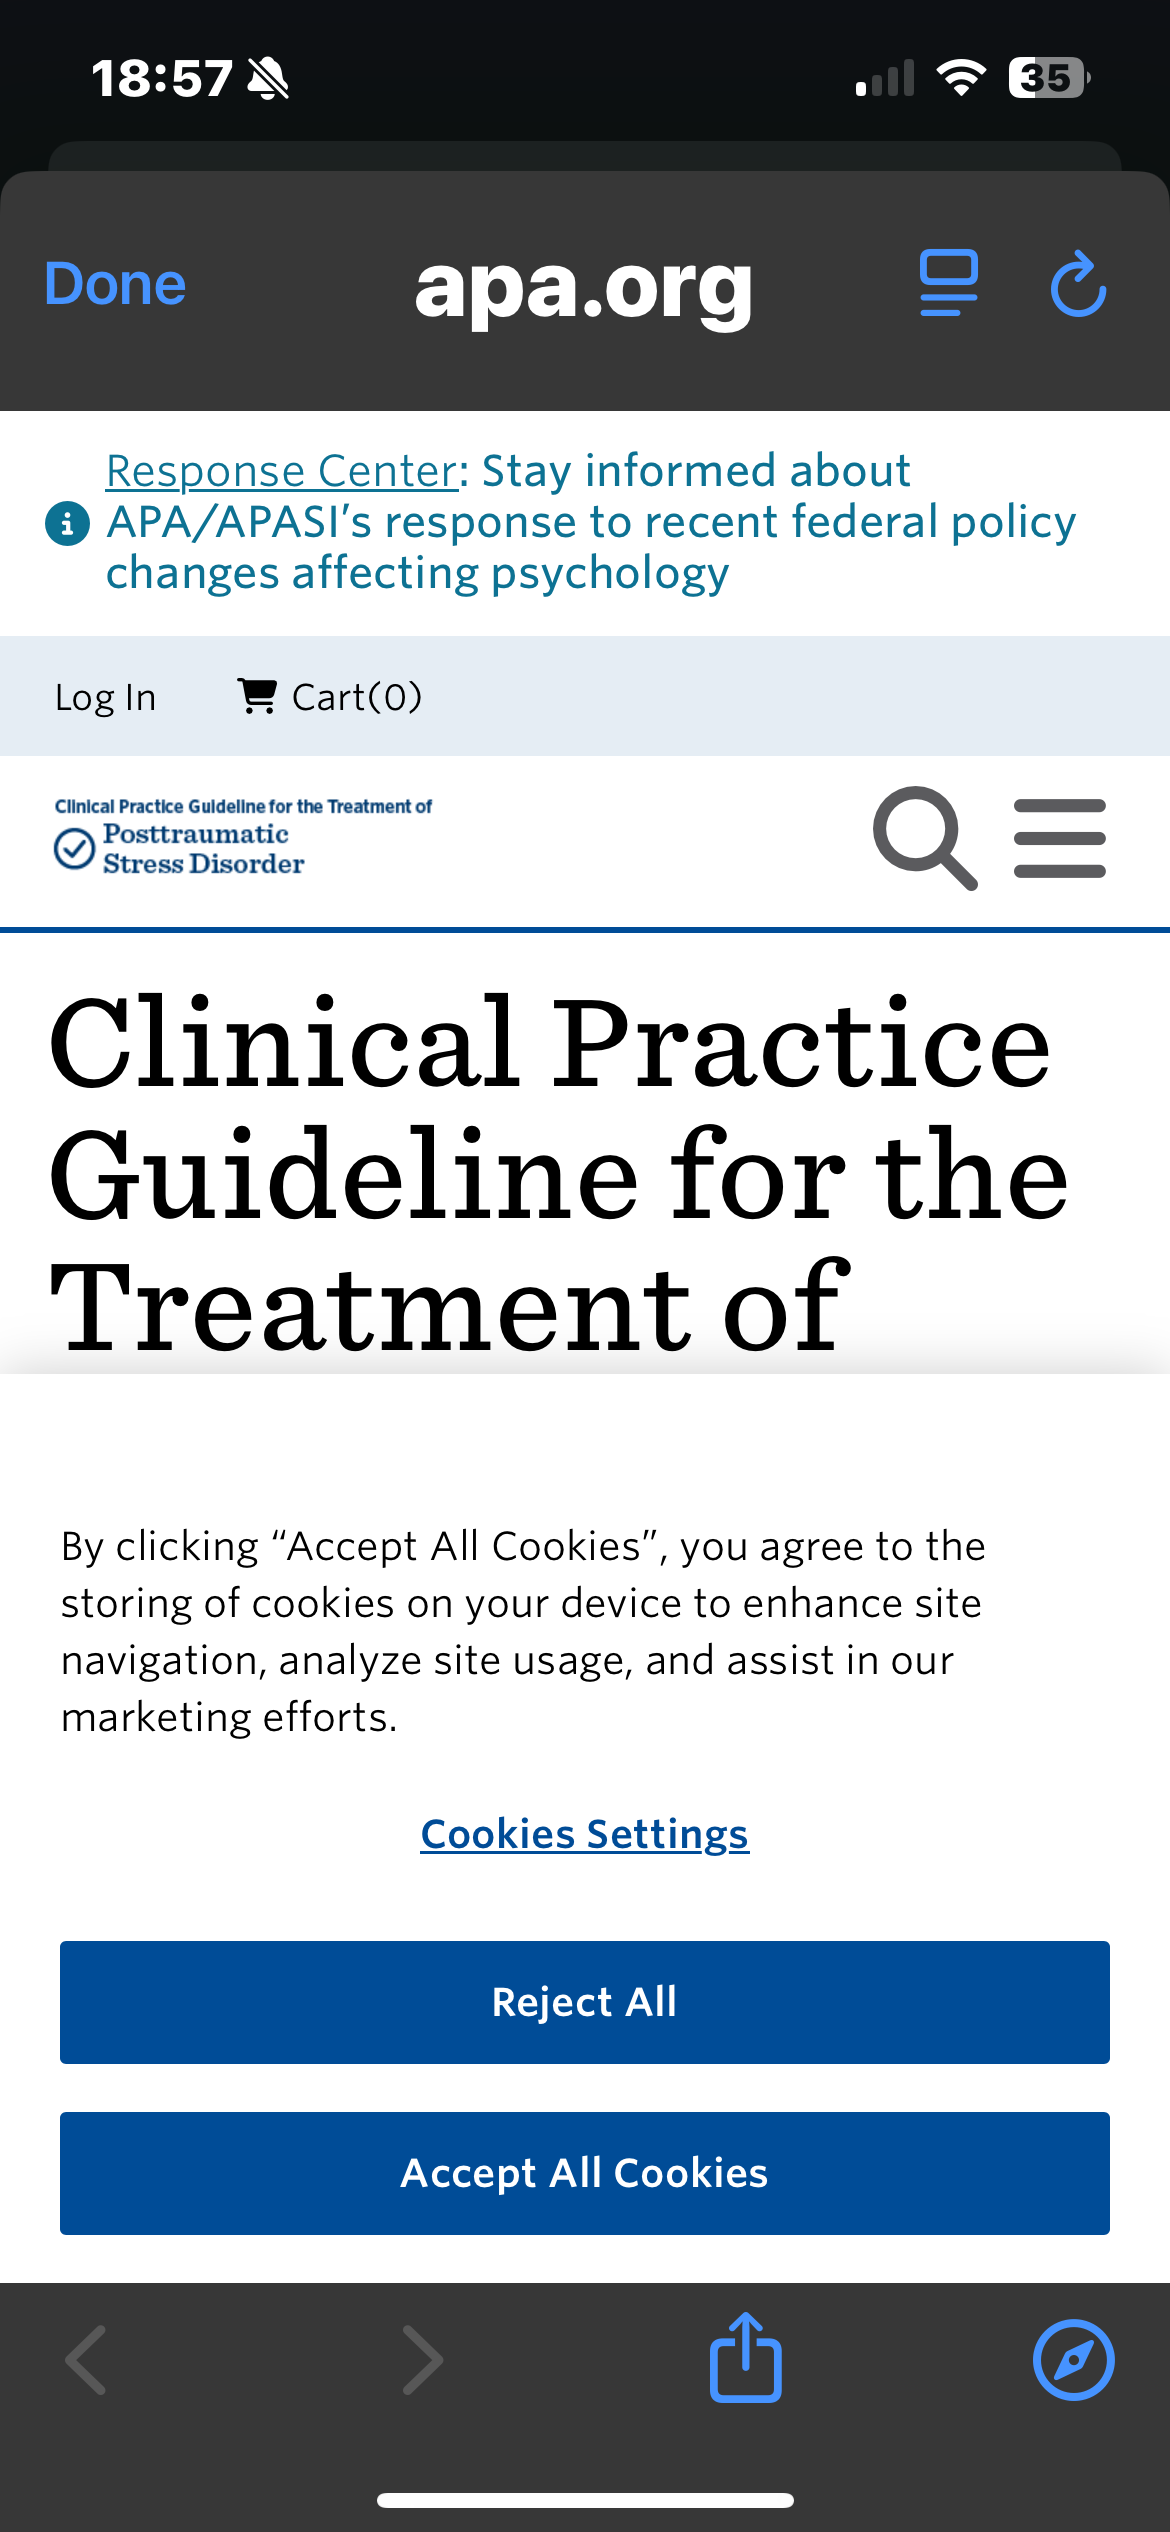 18:57
35
Done
apa.org
Response Center: Stay informed about
APA/APASI’s response to recent federal policy
changes affecting psychology
Log In
Cart(0)
Clinical Practice Guideline for the Treatment of
Posttraumatic
Stress Disorder
Clinical Practice
Guideline for the
Treatment of
By clicking “Accept All Cookies”, you agree to the
storing of cookies on your device to enhance site
navigation, analyze site usage, and assist in our
marketing efforts.
Cookies Settings
Reject All
Accept All Cookies